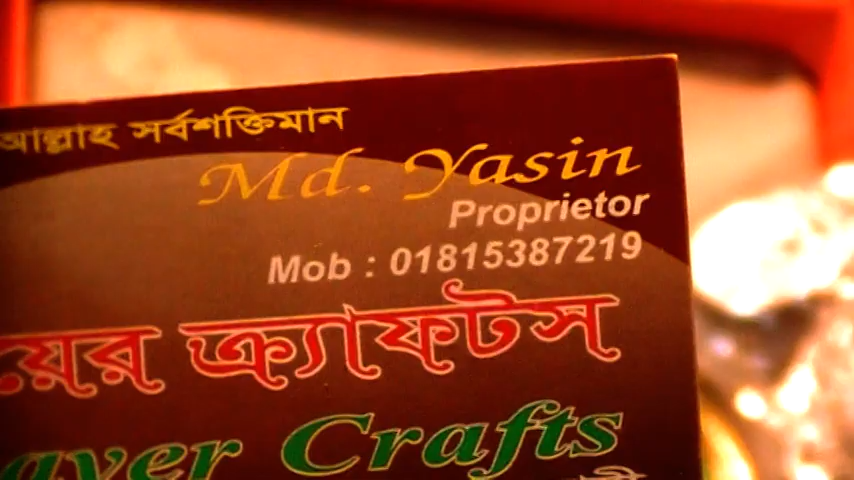 আল্লাহ সর্বশক্তিমান
Md. Yasin
Proprietor
Mob : 01815387219
ক্র্যাফটস
Crafts